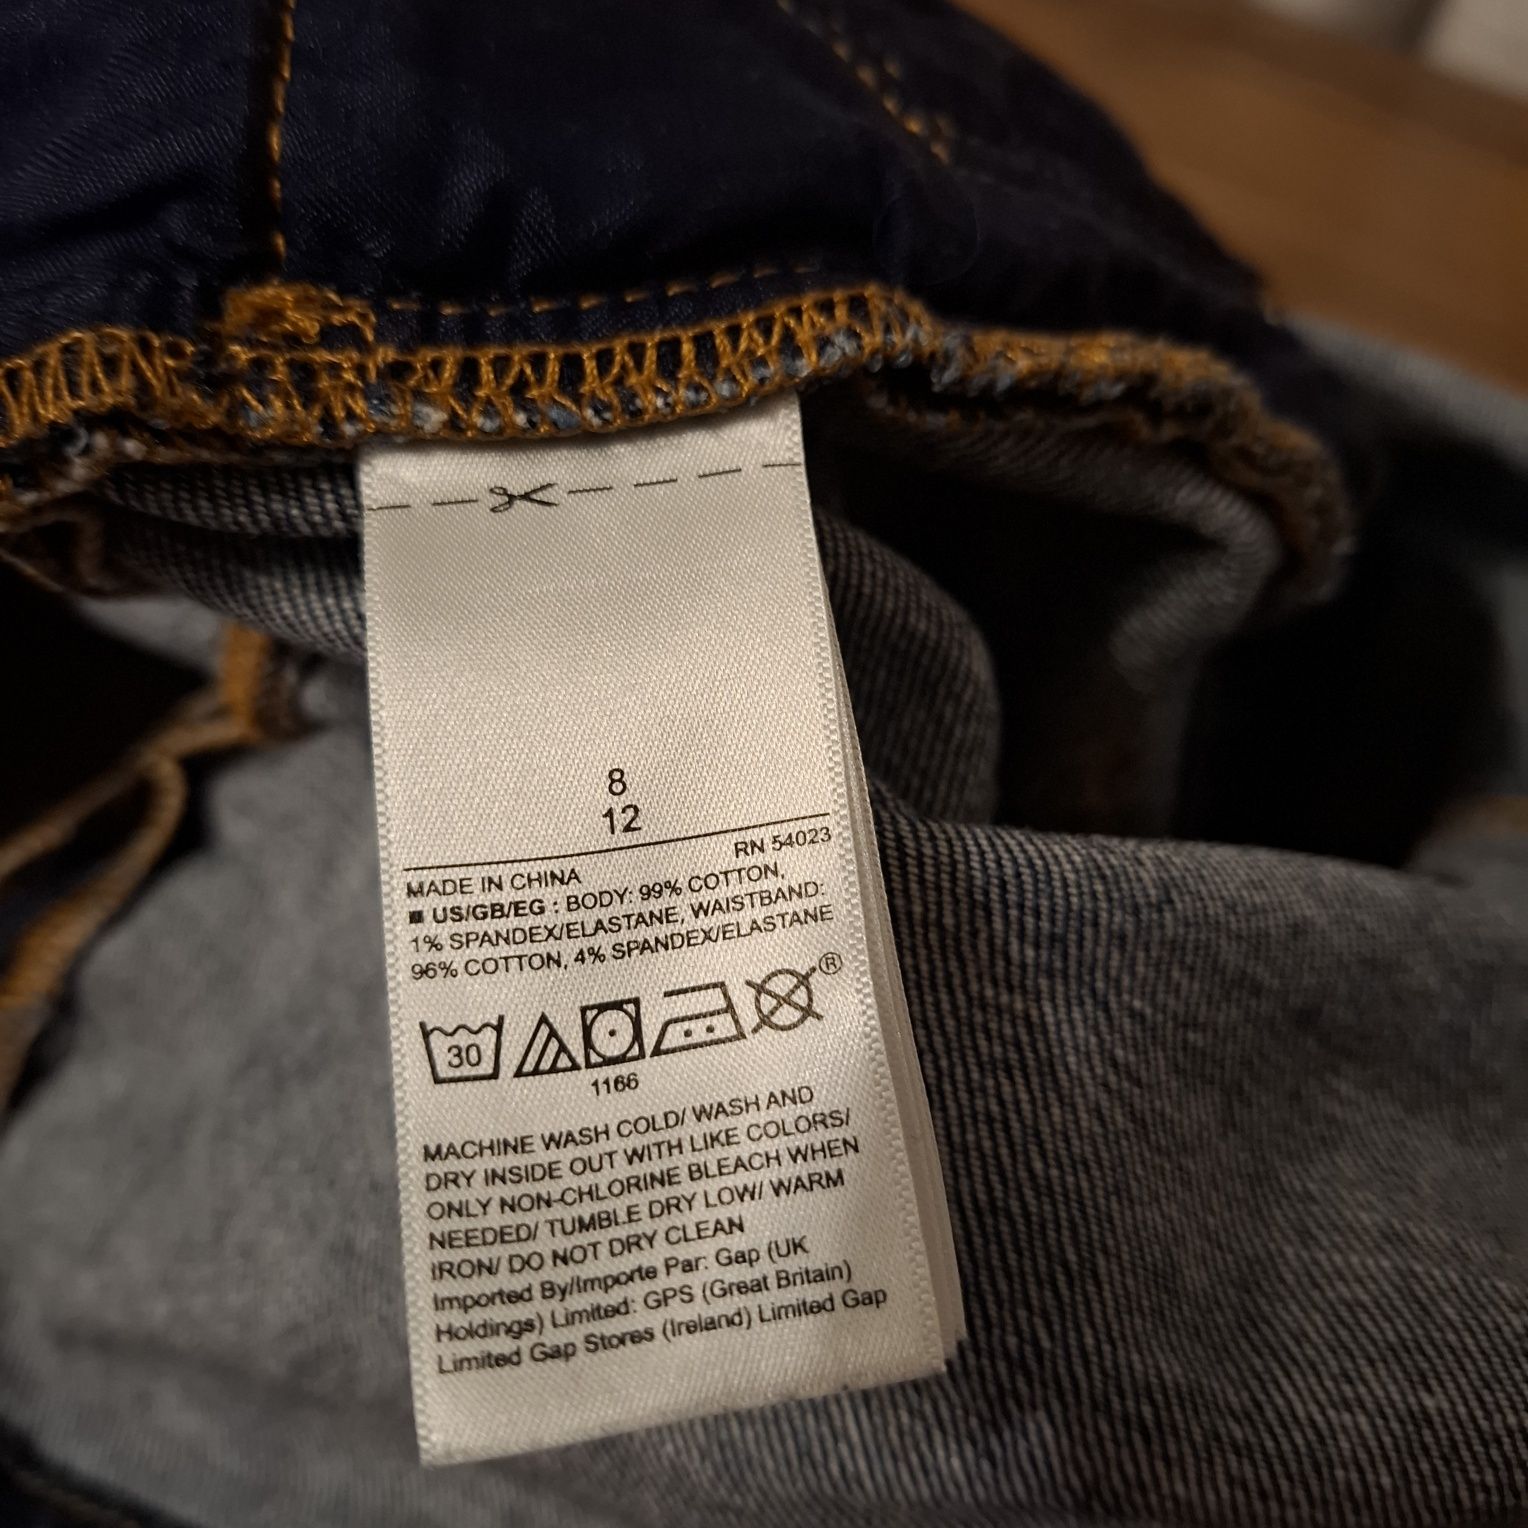 8
12
RN 54023
MADE IN CHINA
US/GB/EG : BODY: 99% COTTON,
1% SPANDEX/ELASTANE, WAISTBAND:
96% COTTON, 4% SPANDEX/ELASTANE
30
®
1166
MACHINE WASH COLD/ WASH AND
DRY INSIDE OUT WITH LIKE COLORS/
ONLY NON-CHLORINE BLEACH WHEN
NEEDED/ TUMBLE DRY LOW/ WARM
IRON/ DO NOT DRY CLEAN
Imported By/Importe Par: Gap (UK
Holdings) Limited: GPS (Great Britain)
Limited Gap Stores (Ireland) Limited Gap